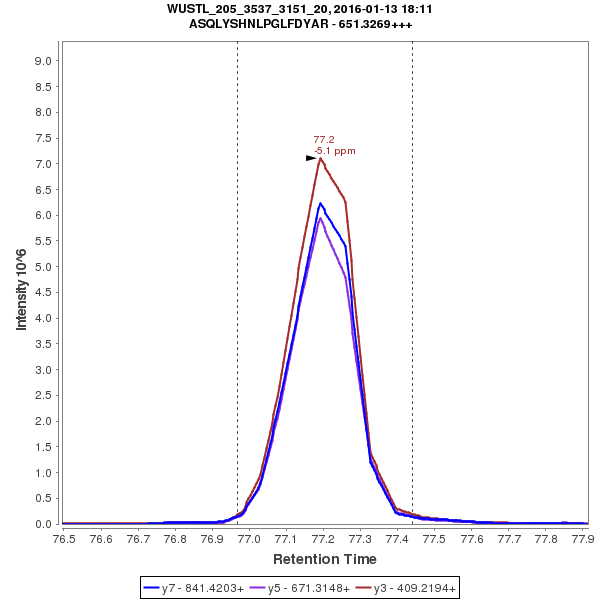 WUSTL_205_3537_3151_20, 2016-01-13 18:11
ASQLYSHNLPGLFDYAR - 651.3269+++
77.2
-5.1 ppm
Intensity 10^6
9.0
8.5
8.0
7.5
7.0
6.5
6.0
5.5
5.0
4.5
4.0
3.5
3.0
2.5
2.0
1.5
1.0
0.5
0.0
76.5 76.6 76.7 76.8 76.9 77.0 77.1 77.2 77.3 77.4 77.5 77.6 77.7 77.8 77.9
Retention Time
y7 - 841.4203+ y5 - 671.3148+ y3 - 409.2194+